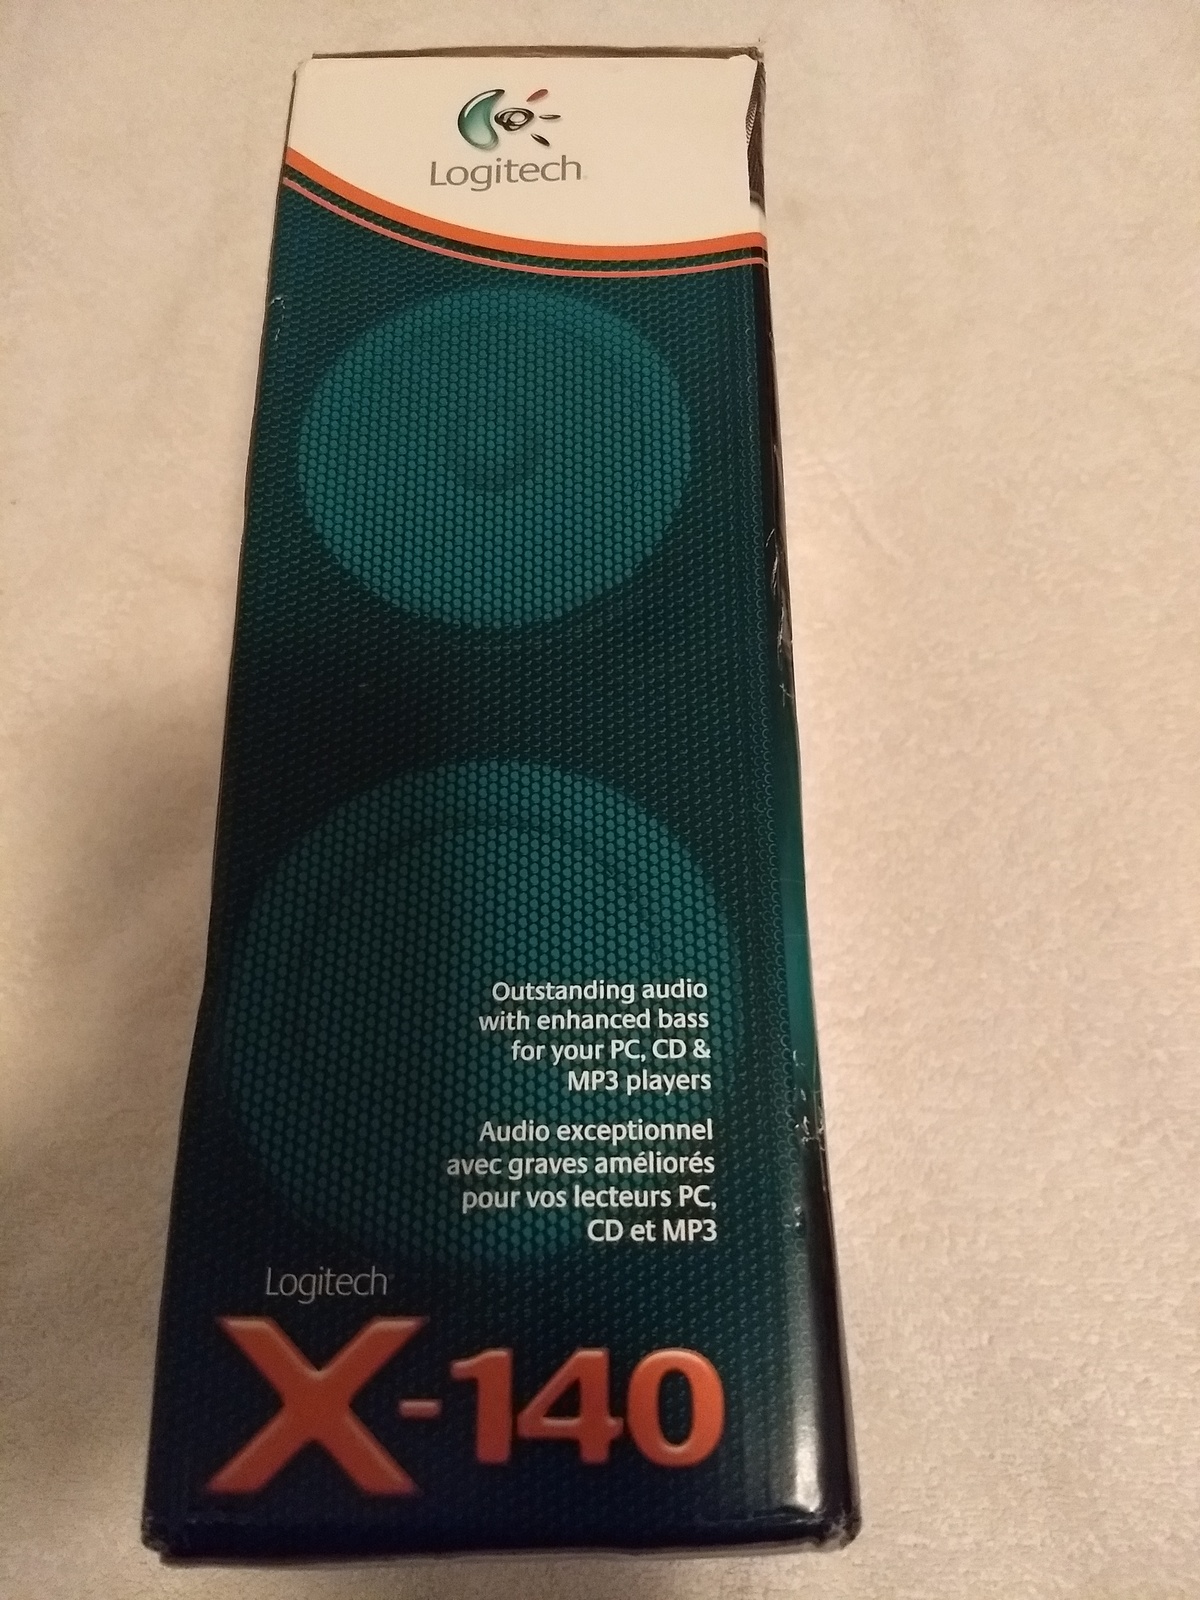 Logitech
Outstanding audio
with enhanced bass
for your PC, CD &
MP3 players
Audio exceptionnel
avec graves améliorés
pour vos lecteurs PC,
CD et MP3
Logitech
X-140